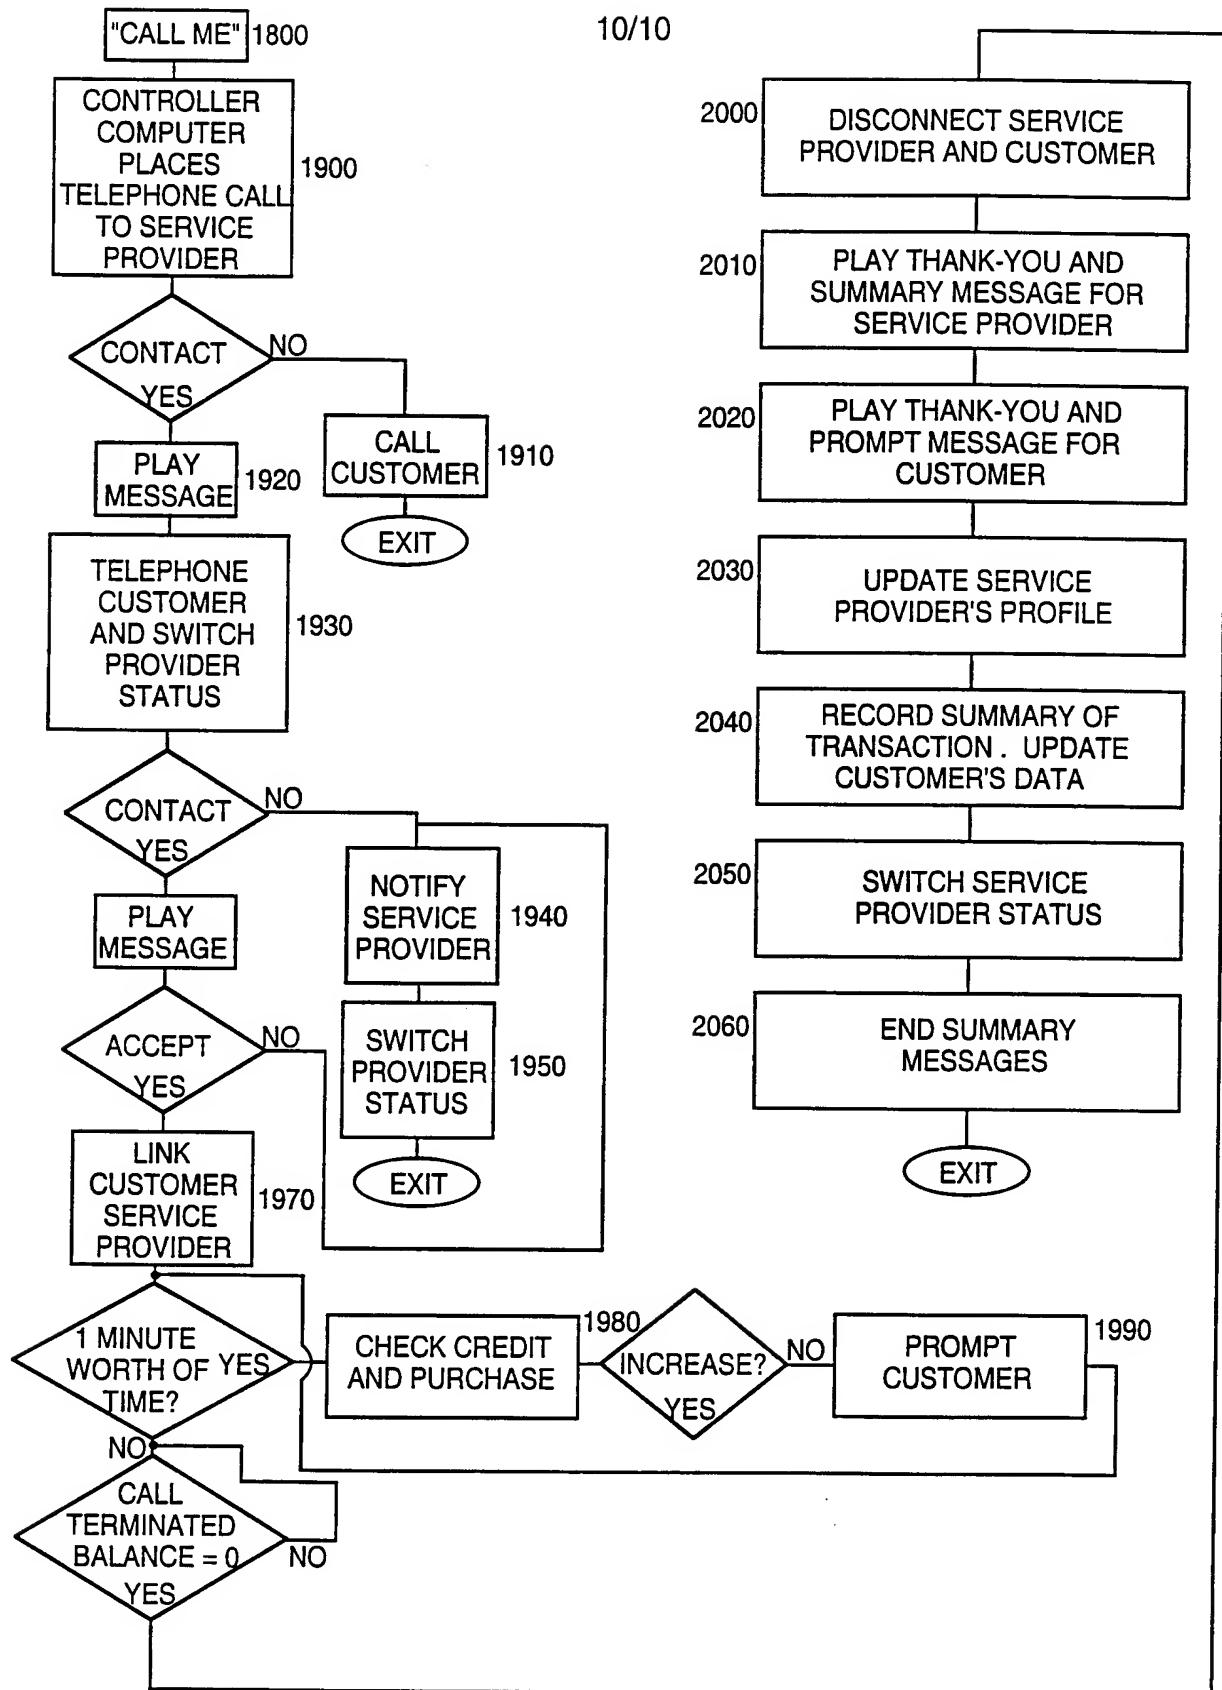 10/10
"CALL ME" 1800
CONTROLLER
COMPUTER
PLACES
TELEPHONE CALL
TO SERVICE
PROVIDER
1900
CONTACT
NO
YES
PLAY
MESSAGE
1920
CALL
CUSTOMER
1910
EXIT
TELEPHONE
CUSTOMER
AND SWITCH
PROVIDER
STATUS
1930
CONTACT
NO
YES
PLAY
MESSAGE
NOTIFY
SERVICE
PROVIDER
1940
ACCEPT
NO
YES
SWITCH
PROVIDER
STATUS
1950
EXIT
LINK
CUSTOMER
SERVICE
PROVIDER
1970
1 MINUTE
WORTH OF
TIME?
YES
NO
CHECK CREDIT
AND PURCHASE
1980
INCREASE?
NO
YES
PROMPT
CUSTOMER
1990
CALL
TERMINATED
BALANCE = 0
NO
YES
2000
DISCONNECT SERVICE
PROVIDER AND CUSTOMER
2010
PLAY THANK-YOU AND
SUMMARY MESSAGE FOR
SERVICE PROVIDER
2020
PLAY THANK-YOU AND
PROMPT MESSAGE FOR
CUSTOMER
2030
UPDATE SERVICE
PROVIDER'S PROFILE
2040
RECORD SUMMARY OF
TRANSACTION . UPDATE
CUSTOMER'S DATA
2050
SWITCH SERVICE
PROVIDER STATUS
2060
END SUMMARY
MESSAGES
EXIT